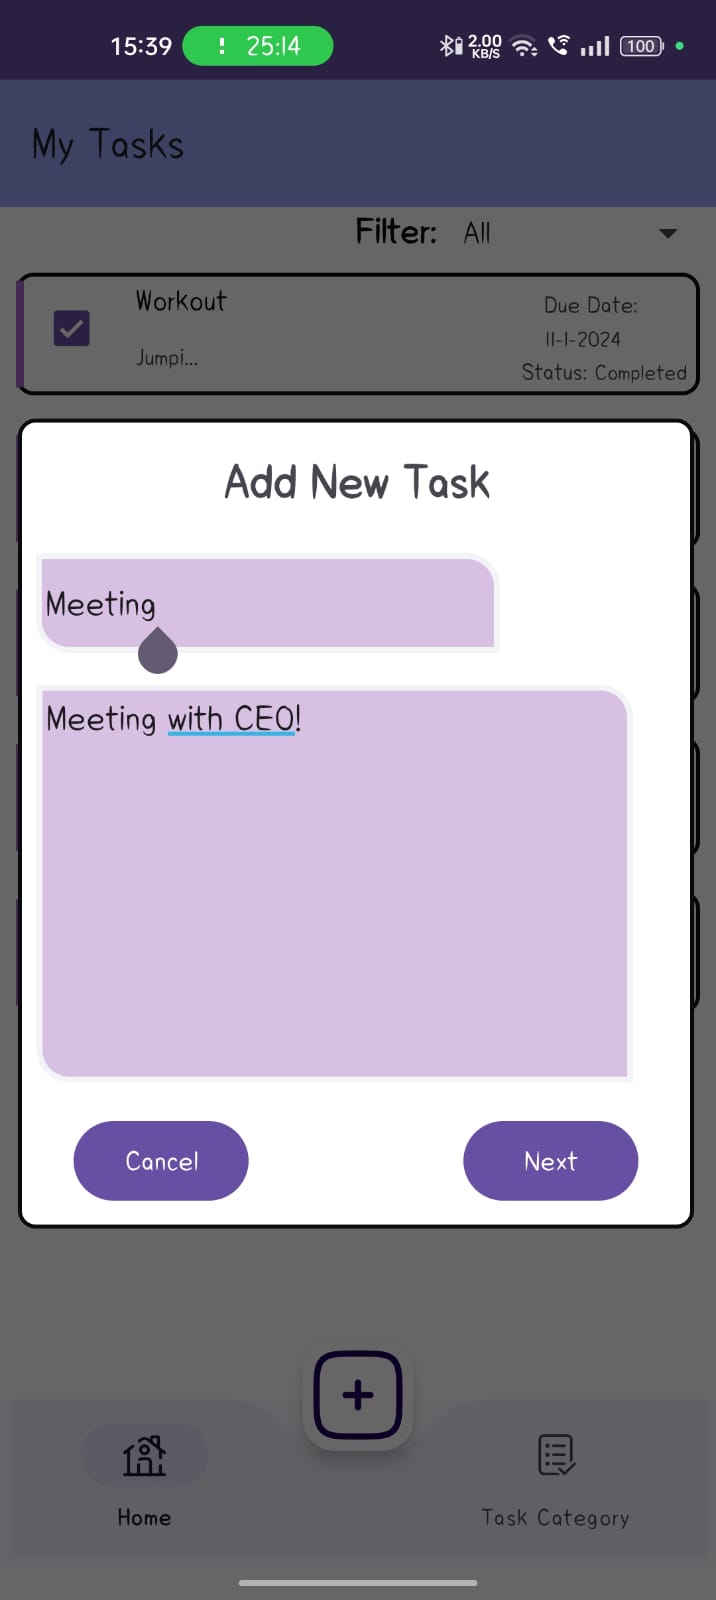 15:39 ! 25:14 2.00 KB/S 100
My Tasks
Filter: All
Workout
Jumpi...
Due Date:
11-1-2024
Status: Completed
Add New Task
Meeting
Meeting with CEO!
Cancel Next
Home Task Category